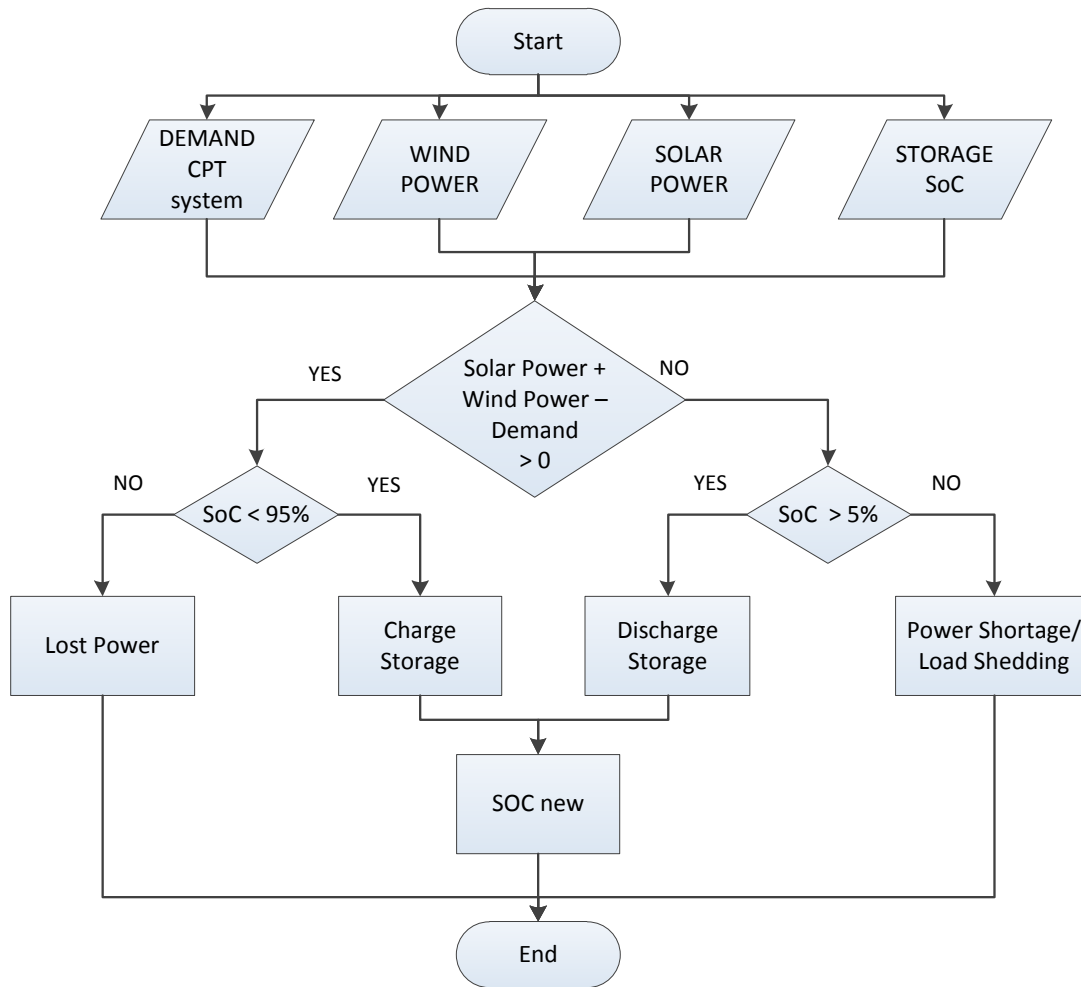 Start
DEMAND
CPT
system
WIND
POWER
SOLAR
POWER
STORAGE
SoC
Solar Power +
Wind Power –
Demand
> 0
YES
NO
NO
SoC < 95%
YES
YES
SoC > 5%
NO
Lost Power
Charge
Storage
Discharge
Storage
Power Shortage/
Load Shedding
SOC new
End